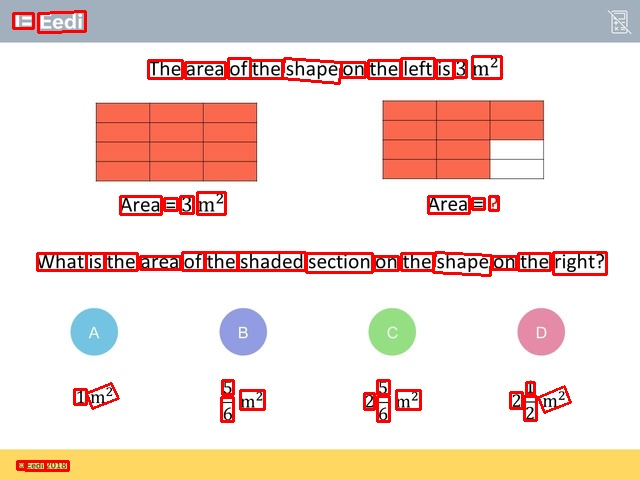 Eedi
The area of the shape on the left is 3 m²
Area = 3 m²
Area = ?
What is the area of the shaded section on the shape on the right?
A B C D
1 m² 5/6 m² 2 5/6 m² 2 1/2 m²
© Eedi 2018